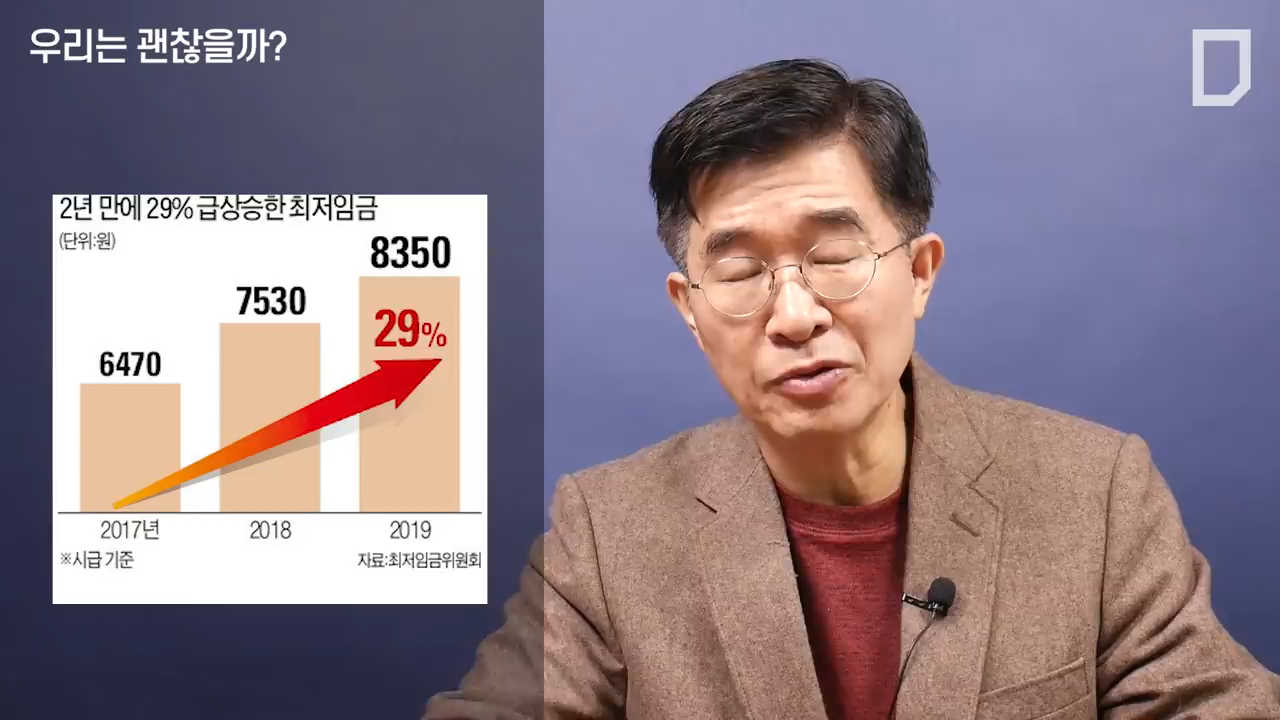 우리는 괜찮을까?
2년 만에 29% 급상승한 최저임금
(단위:원)
8350
7530
29%
6470
2017년 2018 2019
※시급 기준 자료:최저임금위원회